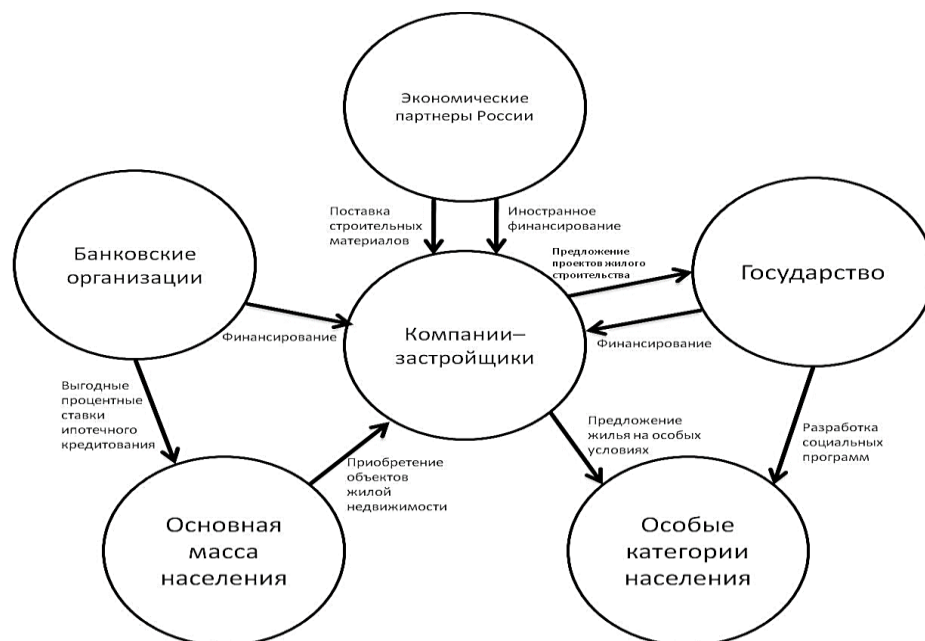 Экономические
партнеры России
Поставка
строительных
материалов
Иностранное
финансирование
Банковские
организации
Предложение
проектов жилого
строительства
Государство
Финансирование
Компании–
застройщики
Финансирование
Выгодные
процентные
ставки
ипотечного
кредитования
Приобретение
объектов
жилой
недвижимости
Предложение
жилья на особых
условиях
Разработка
социальных
программ
Основная
масса
населения
Особые
категории
населения